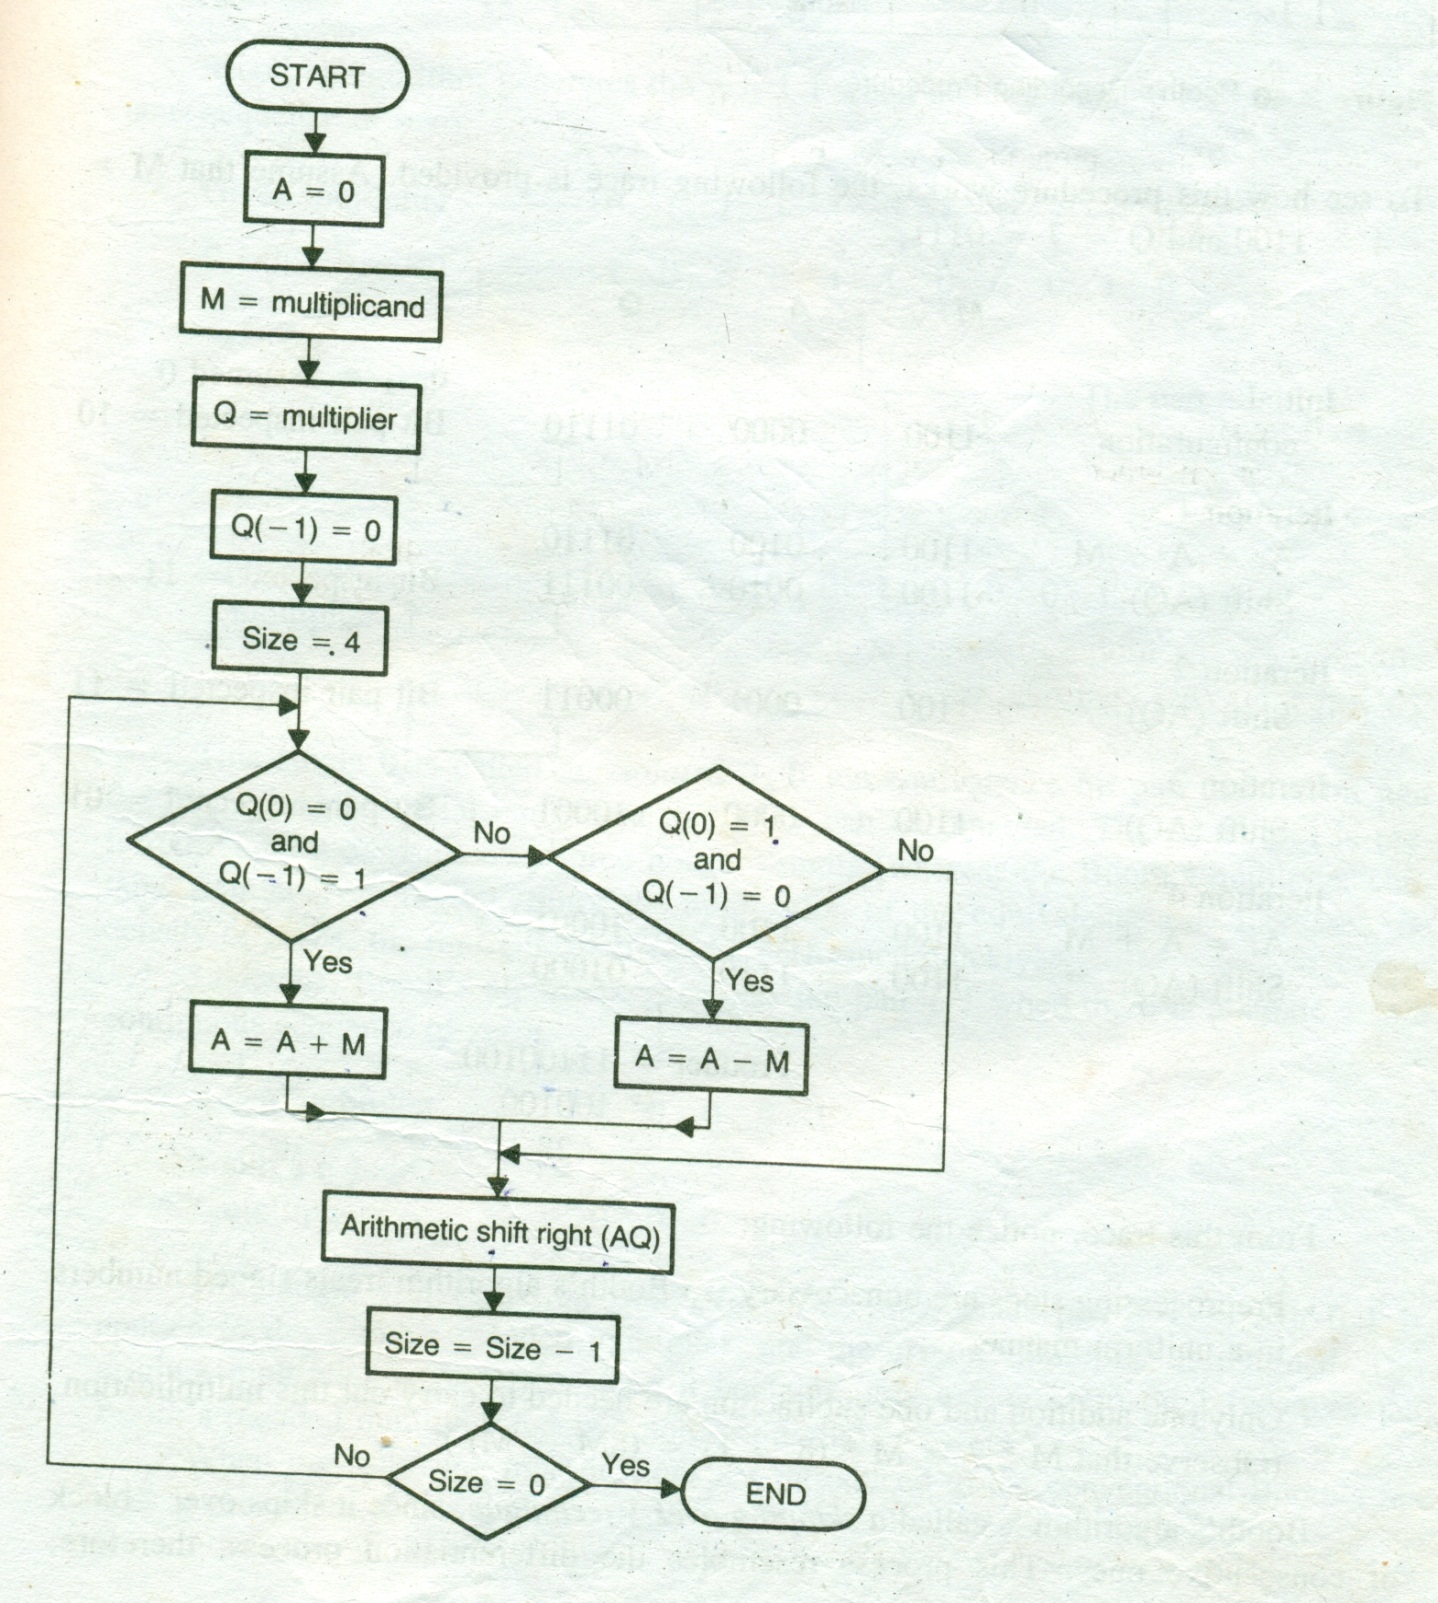 START
A = 0
M = multiplicand
Q = multiplier
Q(−1) = 0
Size = 4
Q(0) = 0
and
Q(−1) = 1
No
Q(0) = 1
and
Q(−1) = 0
No
Yes
Yes
A = A + M
A = A − M
Arithmetic shift right (AQ)
Size = Size − 1
Size = 0
No
Yes
END